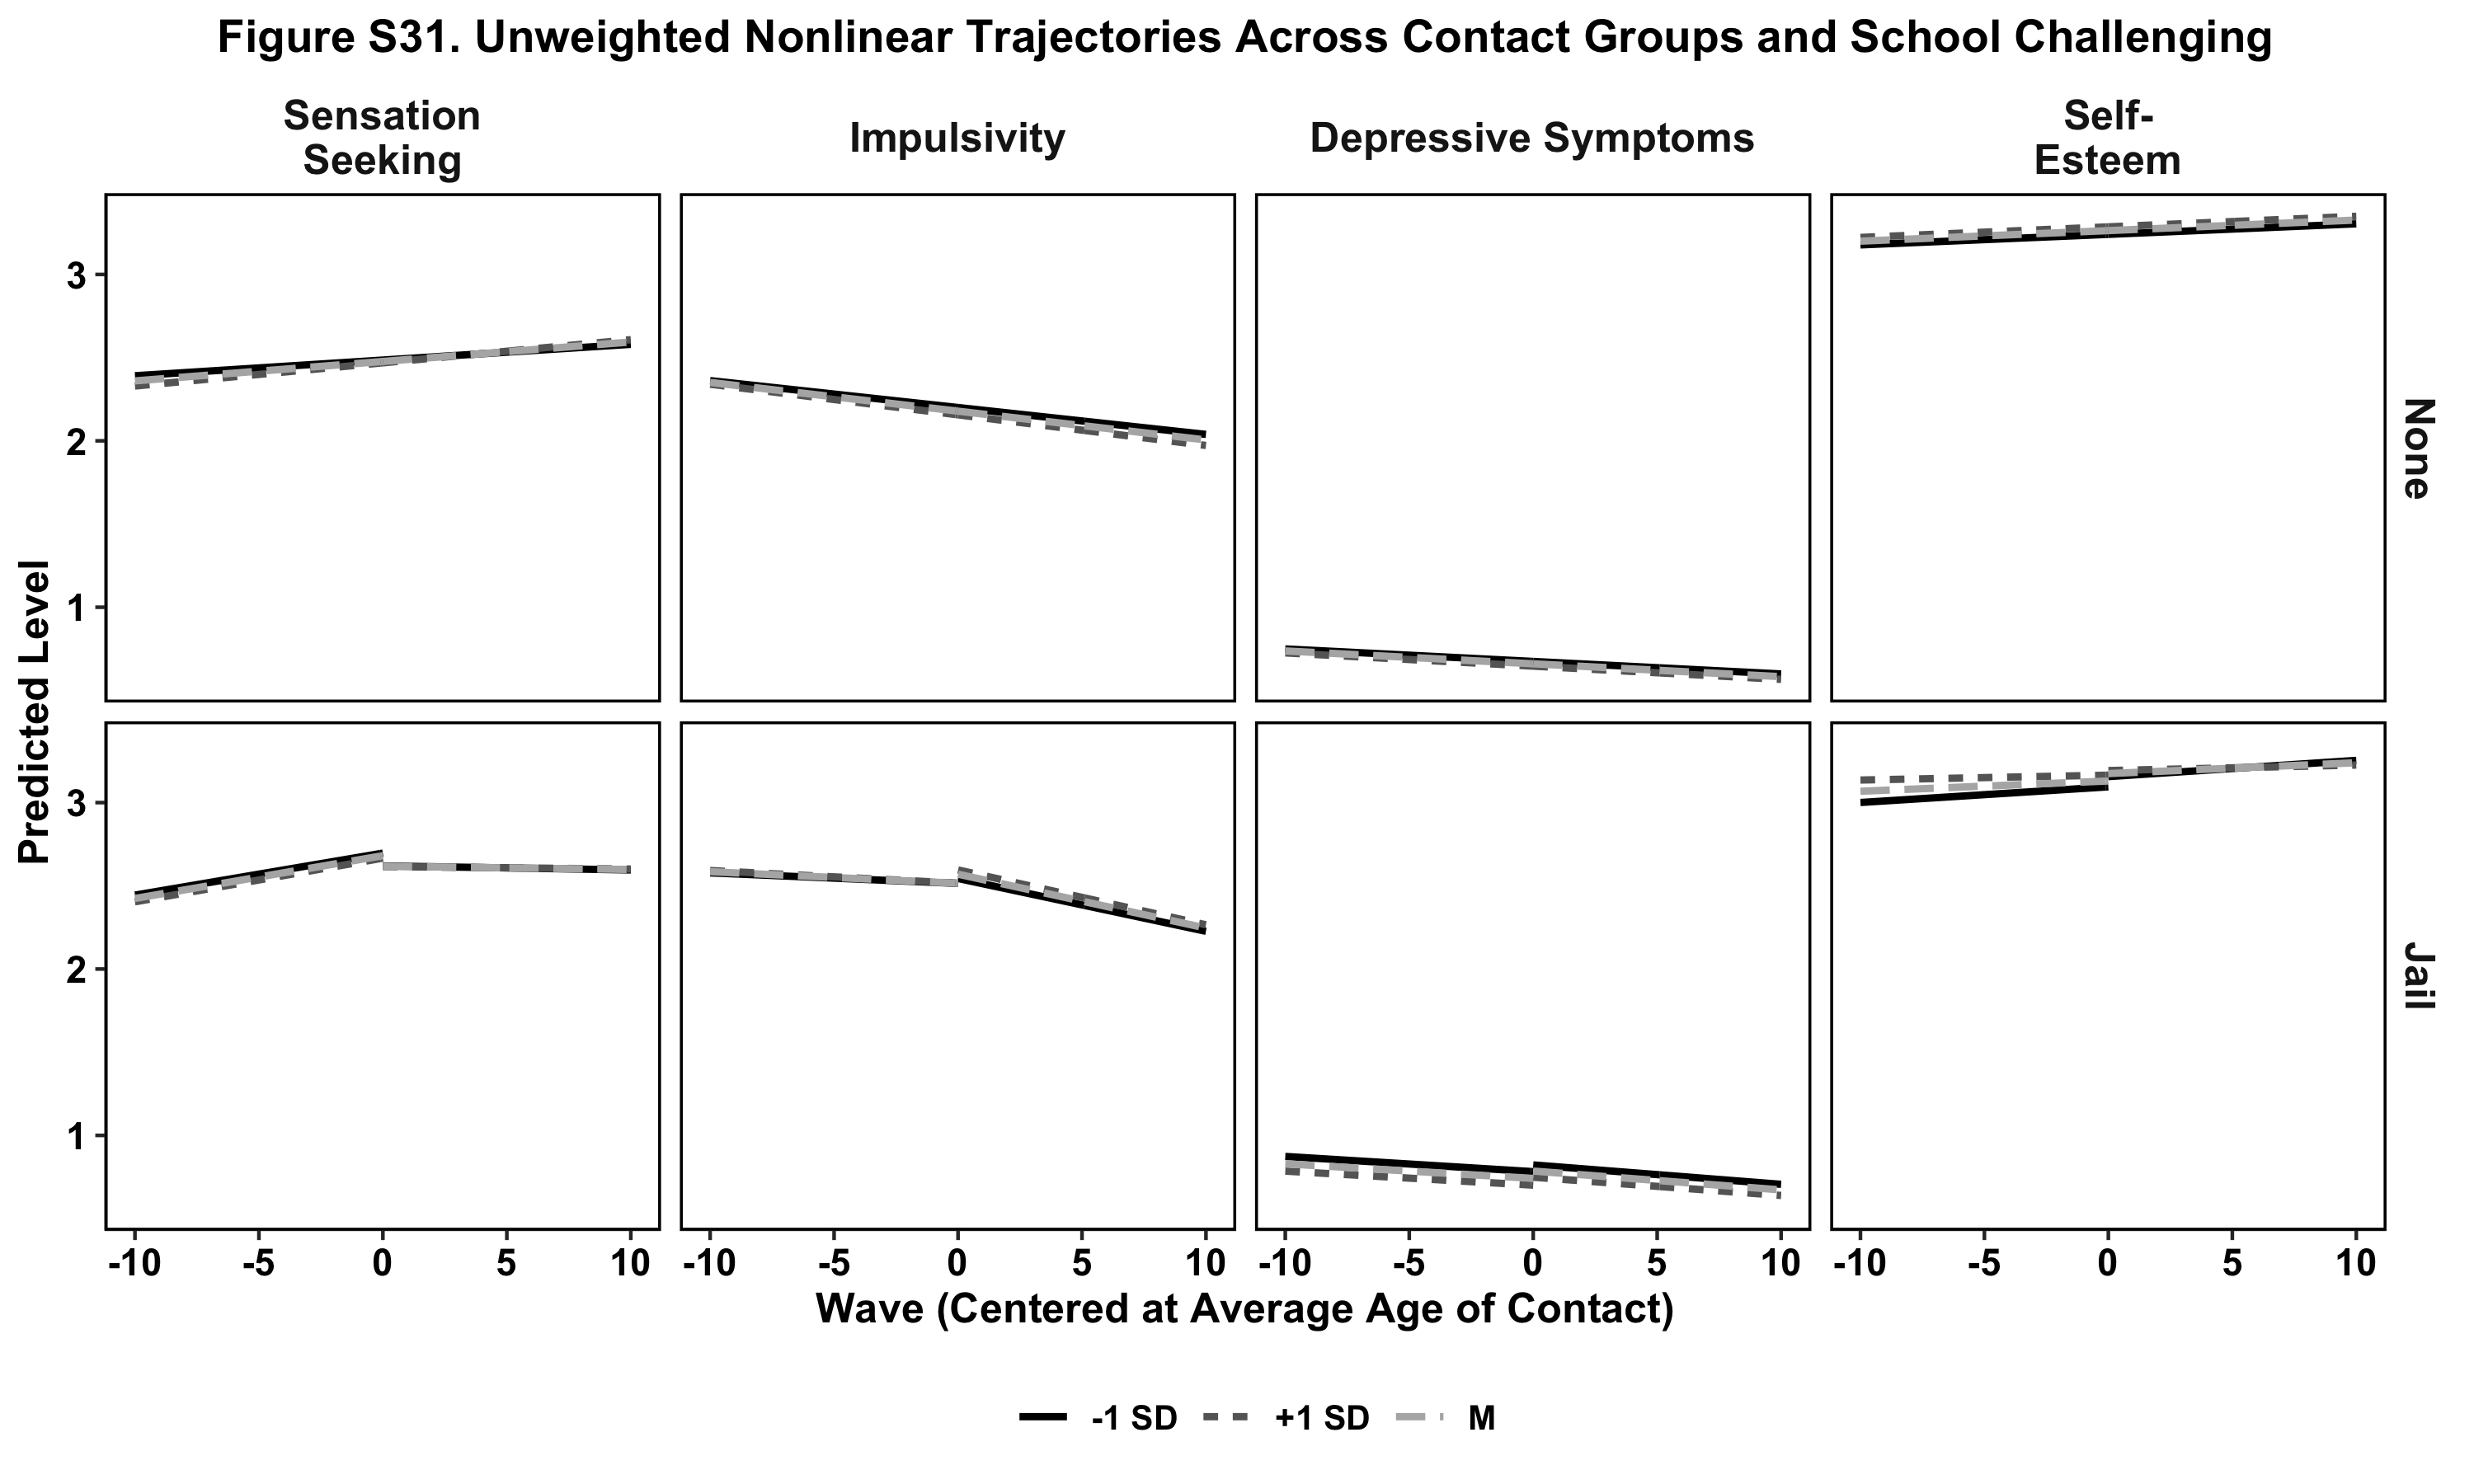 Figure S31. Unweighted Nonlinear Trajectories Across Contact Groups and School Challenging
Sensation
Seeking
Impulsivity
Depressive Symptoms
Self-
Esteem
Predicted Level
3
2
1
None
3
2
1
Jail
-10 -5 0 5 10 -10 -5 0 5 10 -10 -5 0 5 10 -10 -5 0 5 10
Wave (Centered at Average Age of Contact)
-1 SD +1 SD M